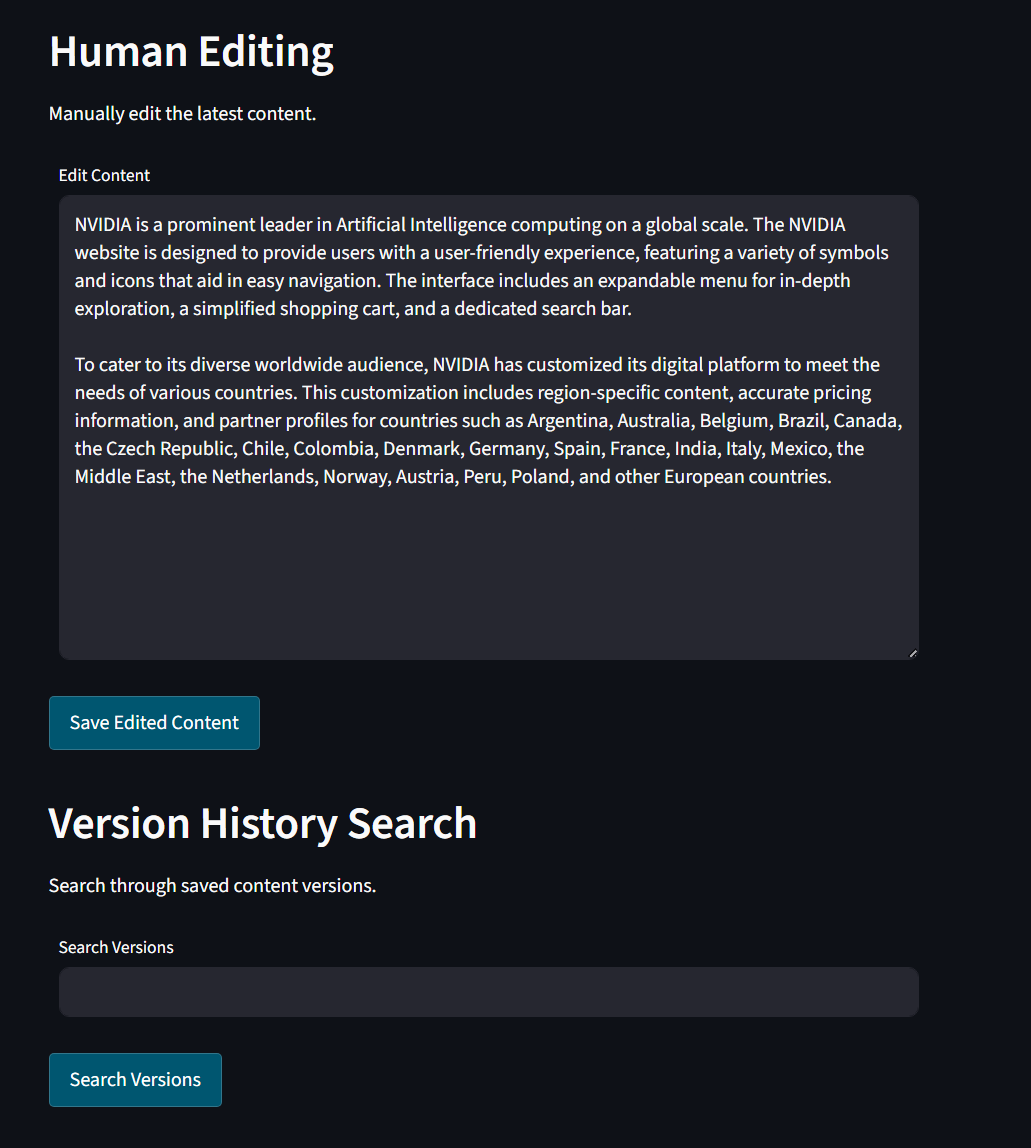 Human Editing
Manually edit the latest content.
Edit Content
NVIDIA is a prominent leader in Artificial Intelligence computing on a global scale. The NVIDIA
website is designed to provide users with a user-friendly experience, featuring a variety of symbols
and icons that aid in easy navigation. The interface includes an expandable menu for in-depth
exploration, a simplified shopping cart, and a dedicated search bar.
To cater to its diverse worldwide audience, NVIDIA has customized its digital platform to meet the
needs of various countries. This customization includes region-specific content, accurate pricing
information, and partner profiles for countries such as Argentina, Australia, Belgium, Brazil, Canada,
the Czech Republic, Chile, Colombia, Denmark, Germany, Spain, France, India, Italy, Mexico, the
Middle East, the Netherlands, Norway, Austria, Peru, Poland, and other European countries.
Save Edited Content
Version History Search
Search through saved content versions.
Search Versions
Search Versions